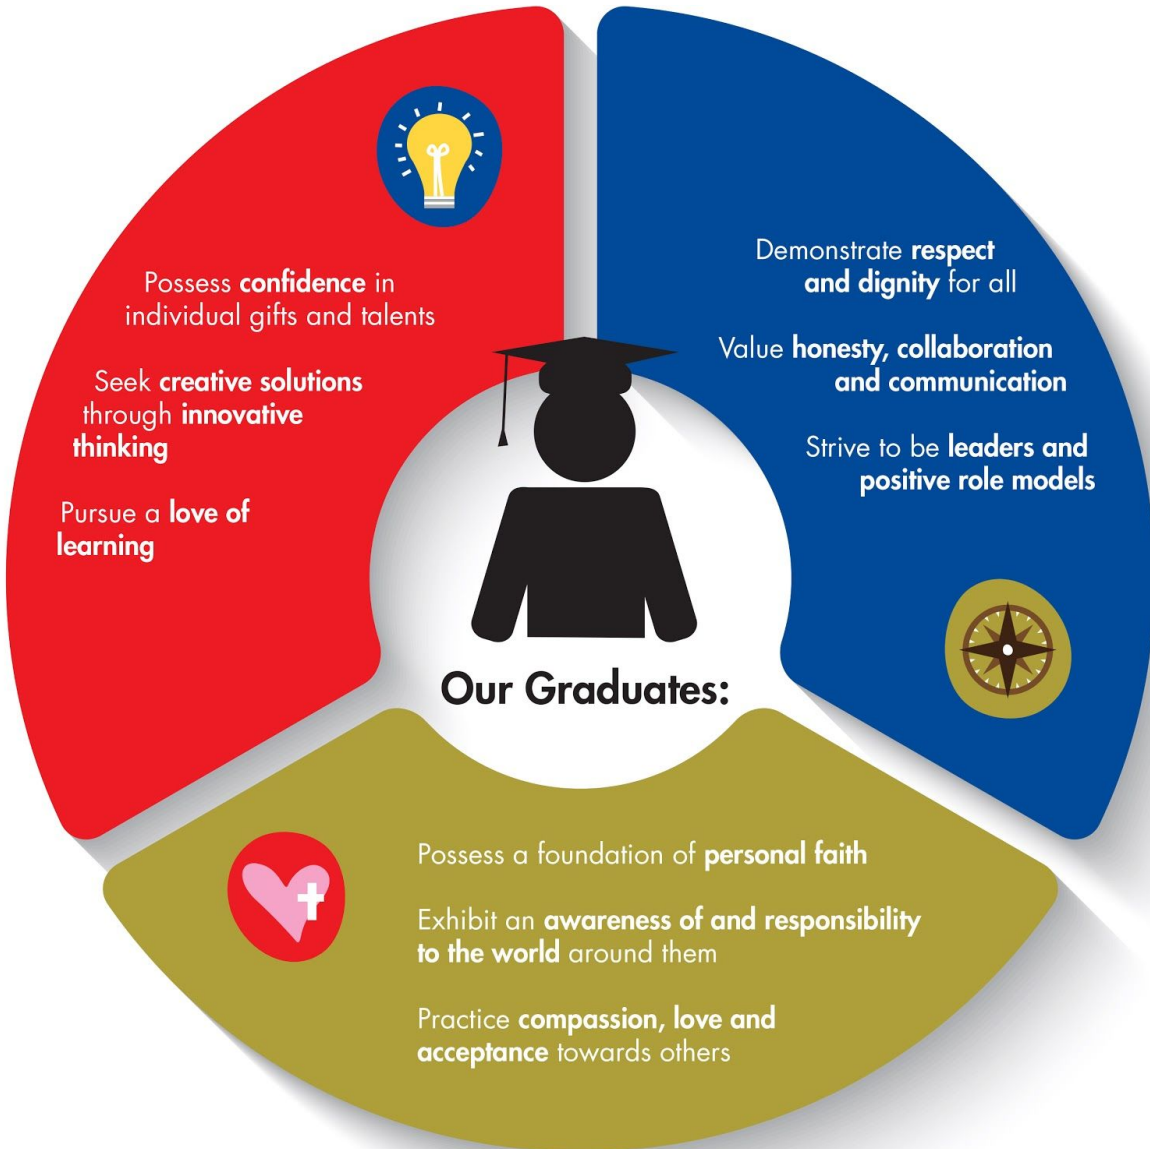 Possess confidence in
individual gifts and talents
Seek creative solutions
through innovative
thinking
Pursue a love of
learning
Demonstrate respect
and dignity for all
Value honesty, collaboration
and communication
Strive to be leaders and
positive role models
Our Graduates:
Possess a foundation of personal faith
Exhibit an awareness of and responsibility
to the world around them
Practice compassion, love and
acceptance towards others